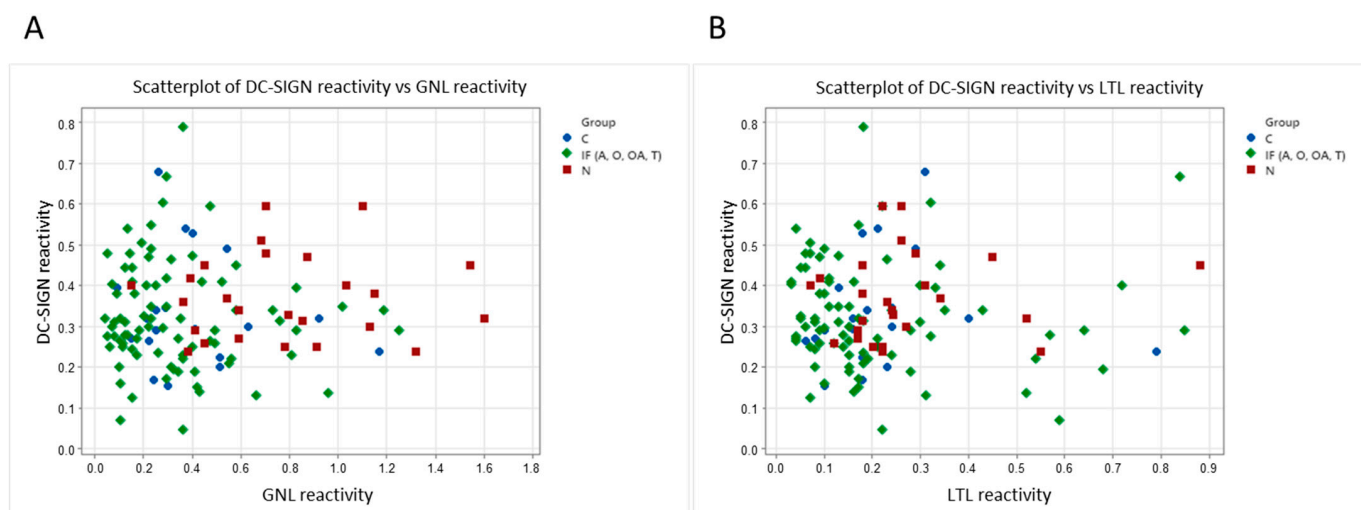 A
Scatterplot of DC-SIGN reactivity vs GNL reactivity
Group
C
IF (A, O, OA, T)
N
DC-SIGN reactivity
0.8
0.7
0.6
0.5
0.4
0.3
0.2
0.1
0.0
0.0 0.2 0.4 0.6 0.8 1.0 1.2 1.4 1.6 1.8
GNL reactivity
B
Scatterplot of DC-SIGN reactivity vs LTL reactivity
Group
C
IF (A, O, OA, T)
N
DC-SIGN reactivity
0.8
0.7
0.6
0.5
0.4
0.3
0.2
0.1
0.0
0.0 0.1 0.2 0.3 0.4 0.5 0.6 0.7 0.8 0.9
LTL reactivity